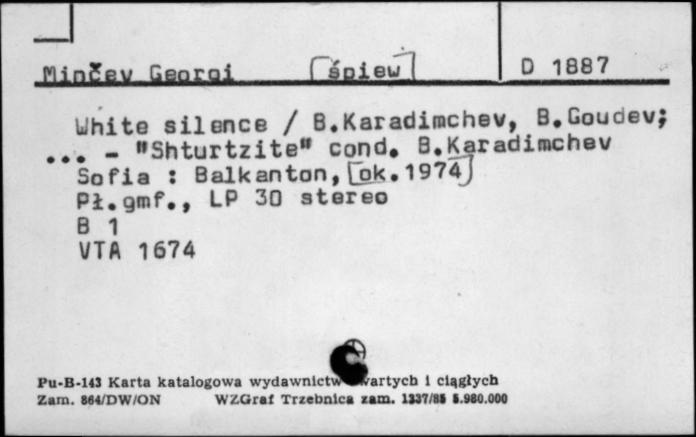 Minčev Georgi [śpiew] D 1887
White silence / B.Karadimchev, B.Goudev;
... - "Shturtzite" cond. B.Karadimchev
Sofia : Balkanton, [ok.1974]
Pł.gmf., LP 30 stereo
B 1
VTA 1674
Pu-B-143 Karta katalogowa wydawnictw i ciągłych
Zam. 864/DW/ON WZGraf Trzebnica zam. 1337/85 5.980.000